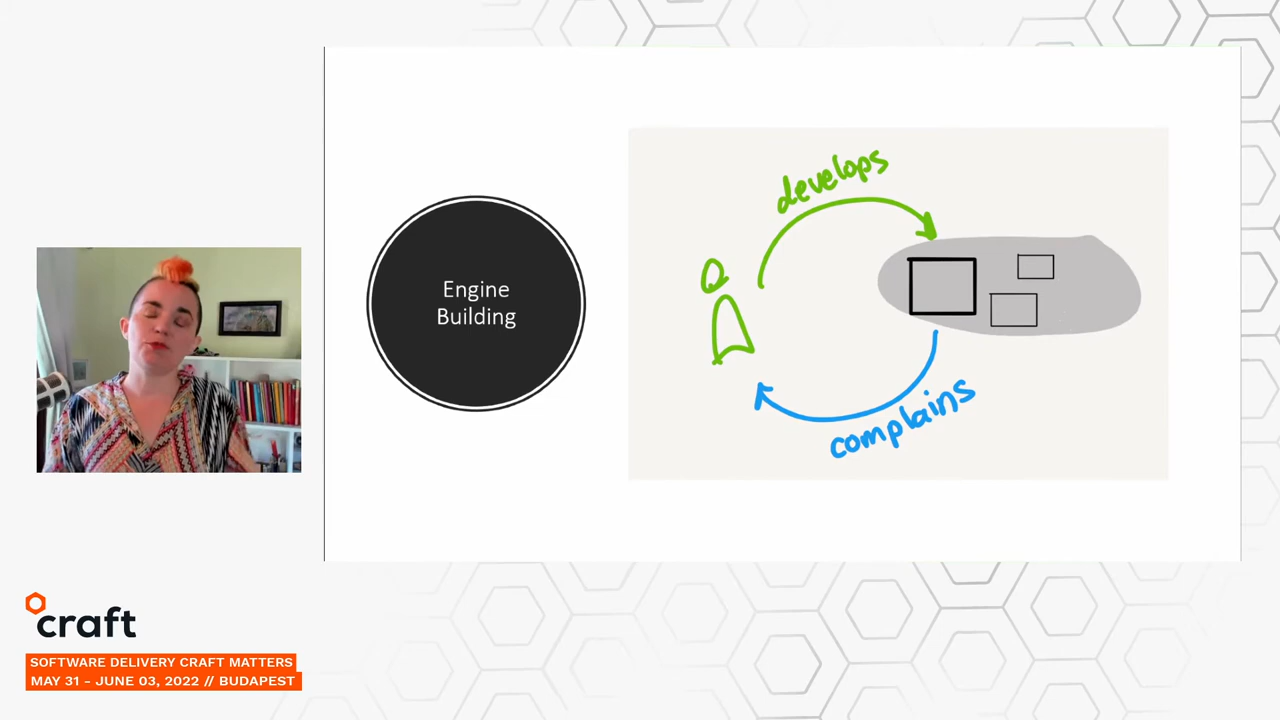 Engine
Building
develops
complains
craft
SOFTWARE DELIVERY CRAFT MATTERS
MAY 31 - JUNE 03, 2022 // BUDAPEST